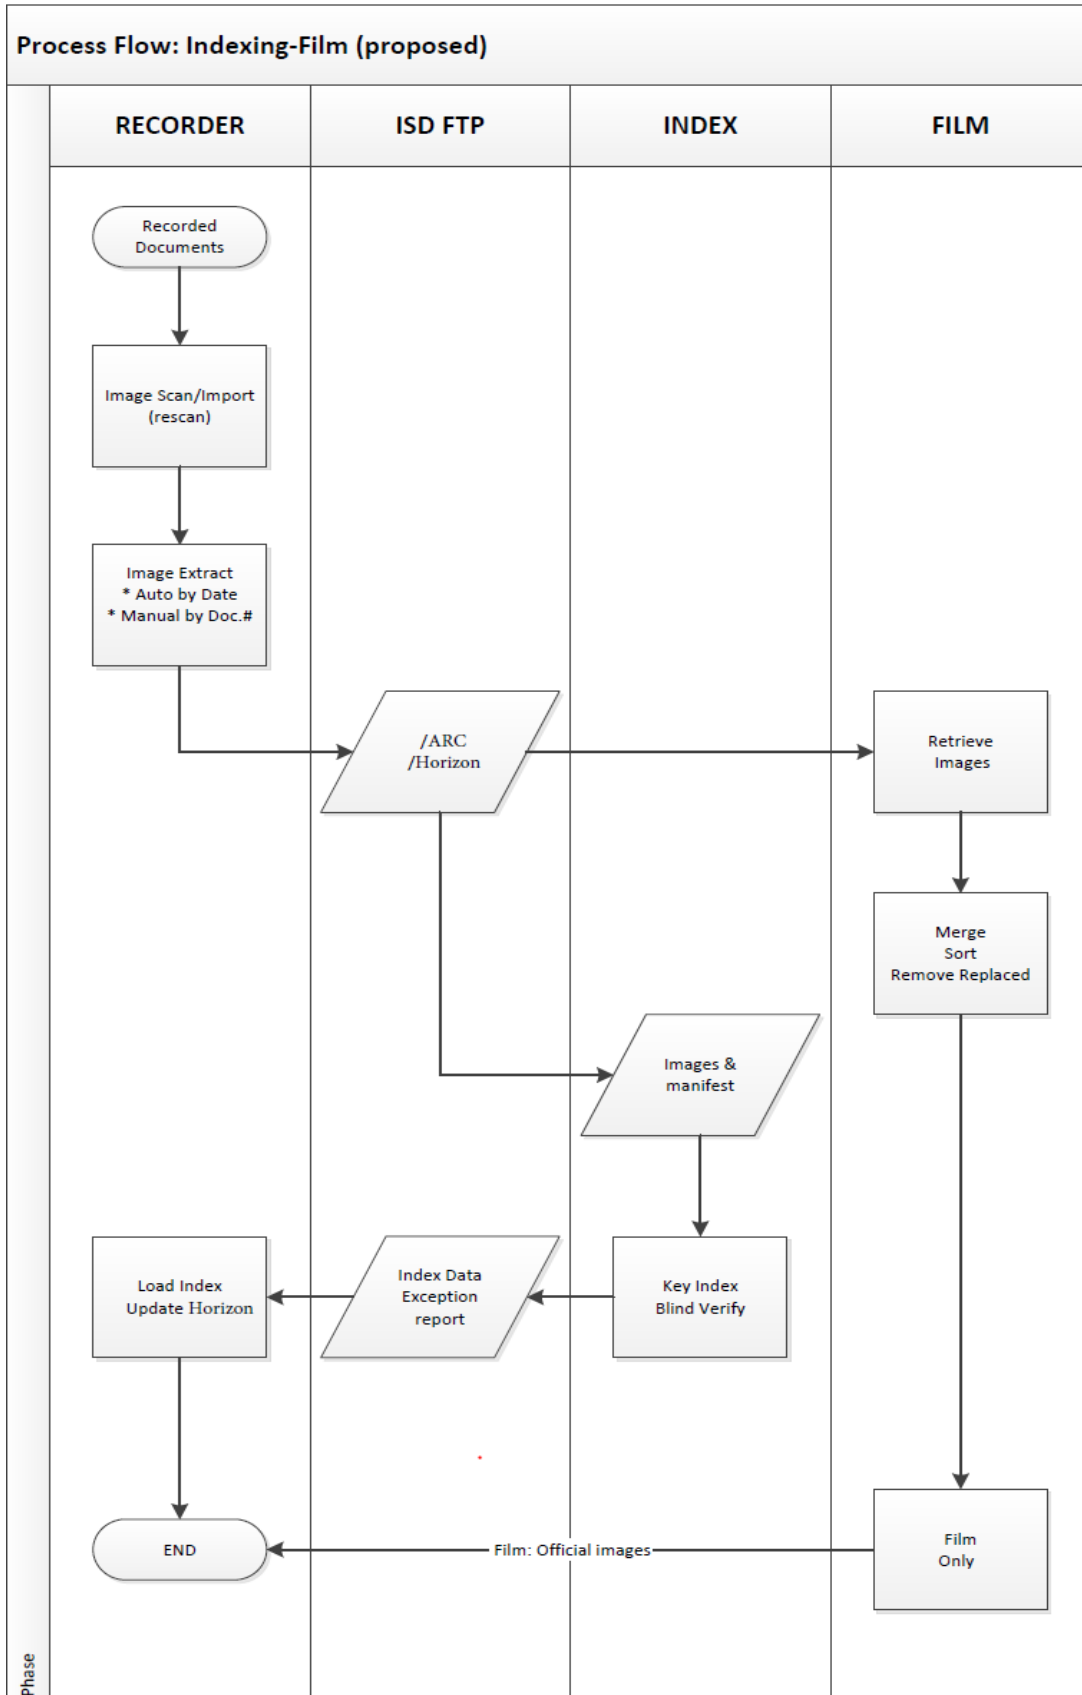 Process Flow: Indexing-Film (proposed)
RECORDER
ISD FTP
INDEX
FILM
Recorded
Documents
Image Scan/Import
(rescan)
Image Extract
* Auto by Date
* Manual by Doc.#
/ARC
/Horizon
Retrieve
Images
Merge
Sort
Remove Replaced
Images &
manifest
Load Index
Update Horizon
Index Data
Exception
report
Key Index
Blind Verify
END
Film: Official images
Film
Only
Phase